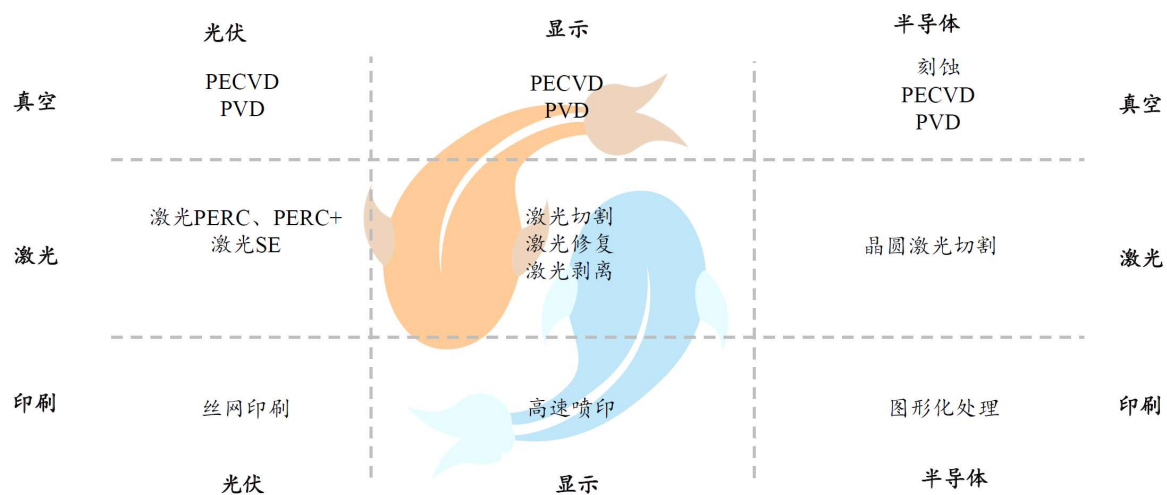 光伏
显示
半导体
真空
PECVD
PVD
PECVD
PVD
刻蚀
PECVD
PVD
真空
激光
激光PERC、PERC+
激光SE
激光切割
激光修复
激光剥离
晶圆激光切割
激光
印刷
丝网印刷
高速喷印
图形化处理
印刷
光伏
显示
半导体